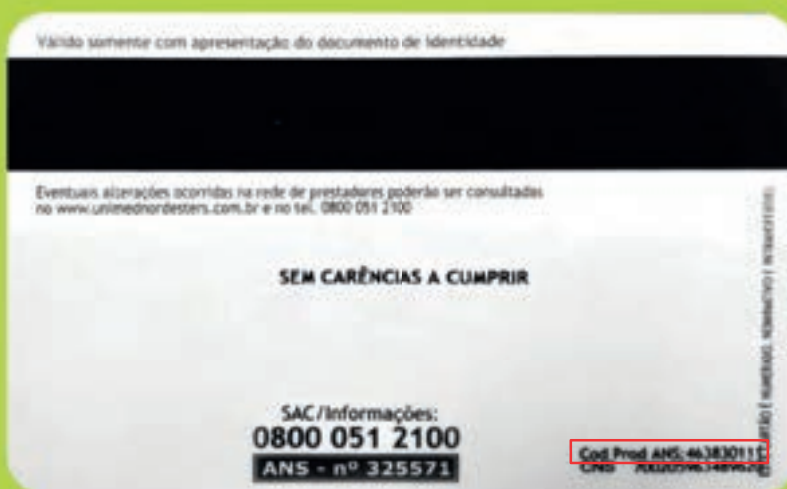 Válido somente com apresentação do documento de identidade
Eventuais alterações ocorridas na rede de prestadores poderão ser consultadas
no www.unimednordesters.com.br e no tel. 0800 051 2100
SEM CARÊNCIAS A CUMPRIR
SAC/Informações:
0800 051 2100
ANS - nº 325571
Cod Prod ANS:
CNS